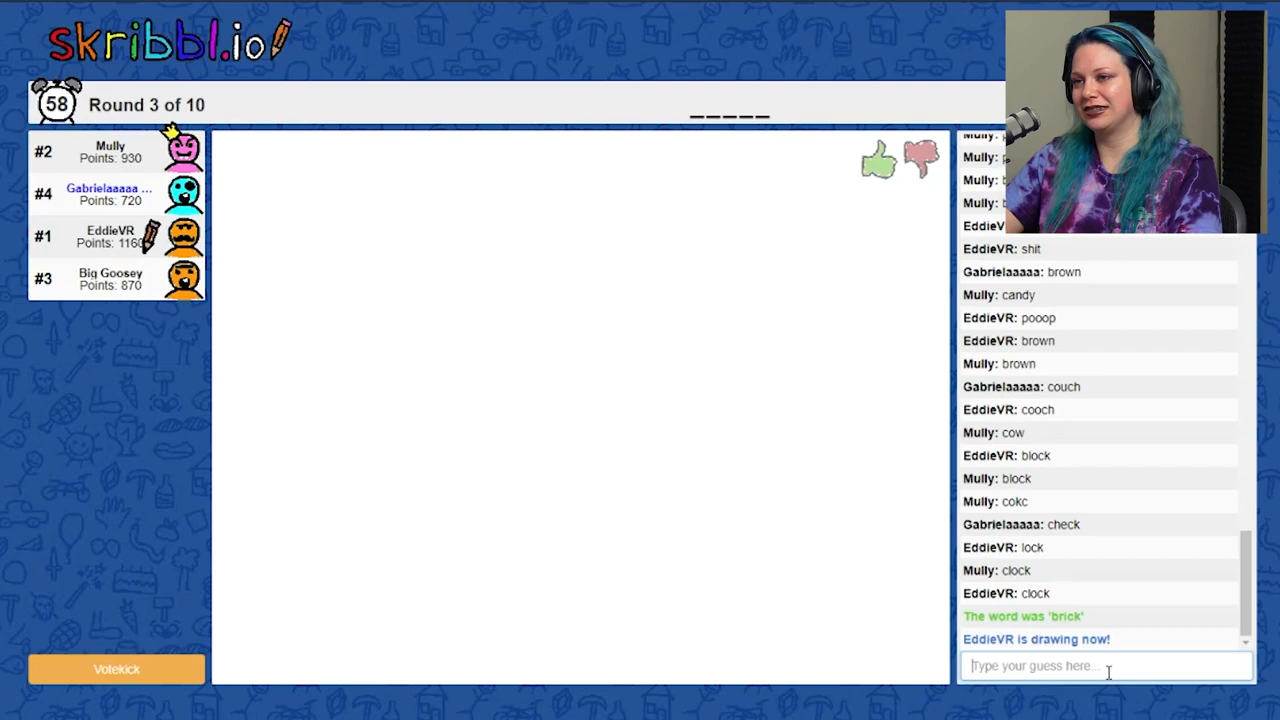 skribbl.io
58
Round 3 of 10
_____
#2
Mully
Points: 930
#4
Gabrielaaaaa ...
Points: 720
#1
EddieVR
Points: 1160
#3
Big Goosey
Points: 870
Mully:
Mully:
Mully:
Mully:
EddieVR: shit
Gabrielaaaaa: brown
Mully: candy
EddieVR: pooop
EddieVR: brown
Mully: brown
Gabrielaaaaa: couch
EddieVR: cooch
Mully: cow
EddieVR: block
Mully: block
Mully: cokc
Gabrielaaaaa: check
EddieVR: lock
Mully: clock
EddieVR: clock
The word was 'brick'
EddieVR is drawing now!
Type your guess here...
Votekick